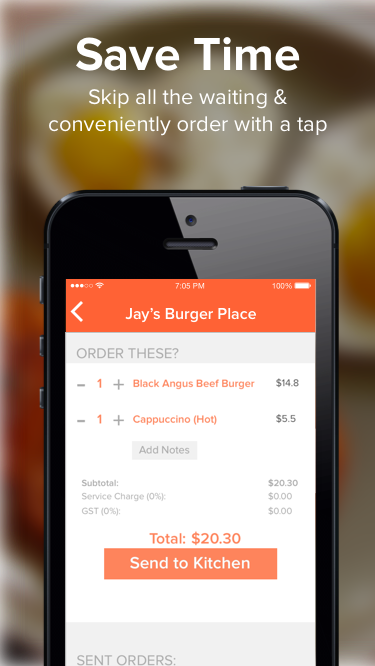 Save Time
Skip all the waiting &
conveniently order with a tap
7:05 PM 100%
Jay's Burger Place
ORDER THESE?
- 1 + Black Angus Beef Burger $14.8
- 1 + Cappuccino (Hot) $5.5
Add Notes
Subtotal: $20.30
Service Charge (0%): $0.00
GST (0%): $0.00
Total: $20.30
Send to Kitchen
SENT ORDERS: